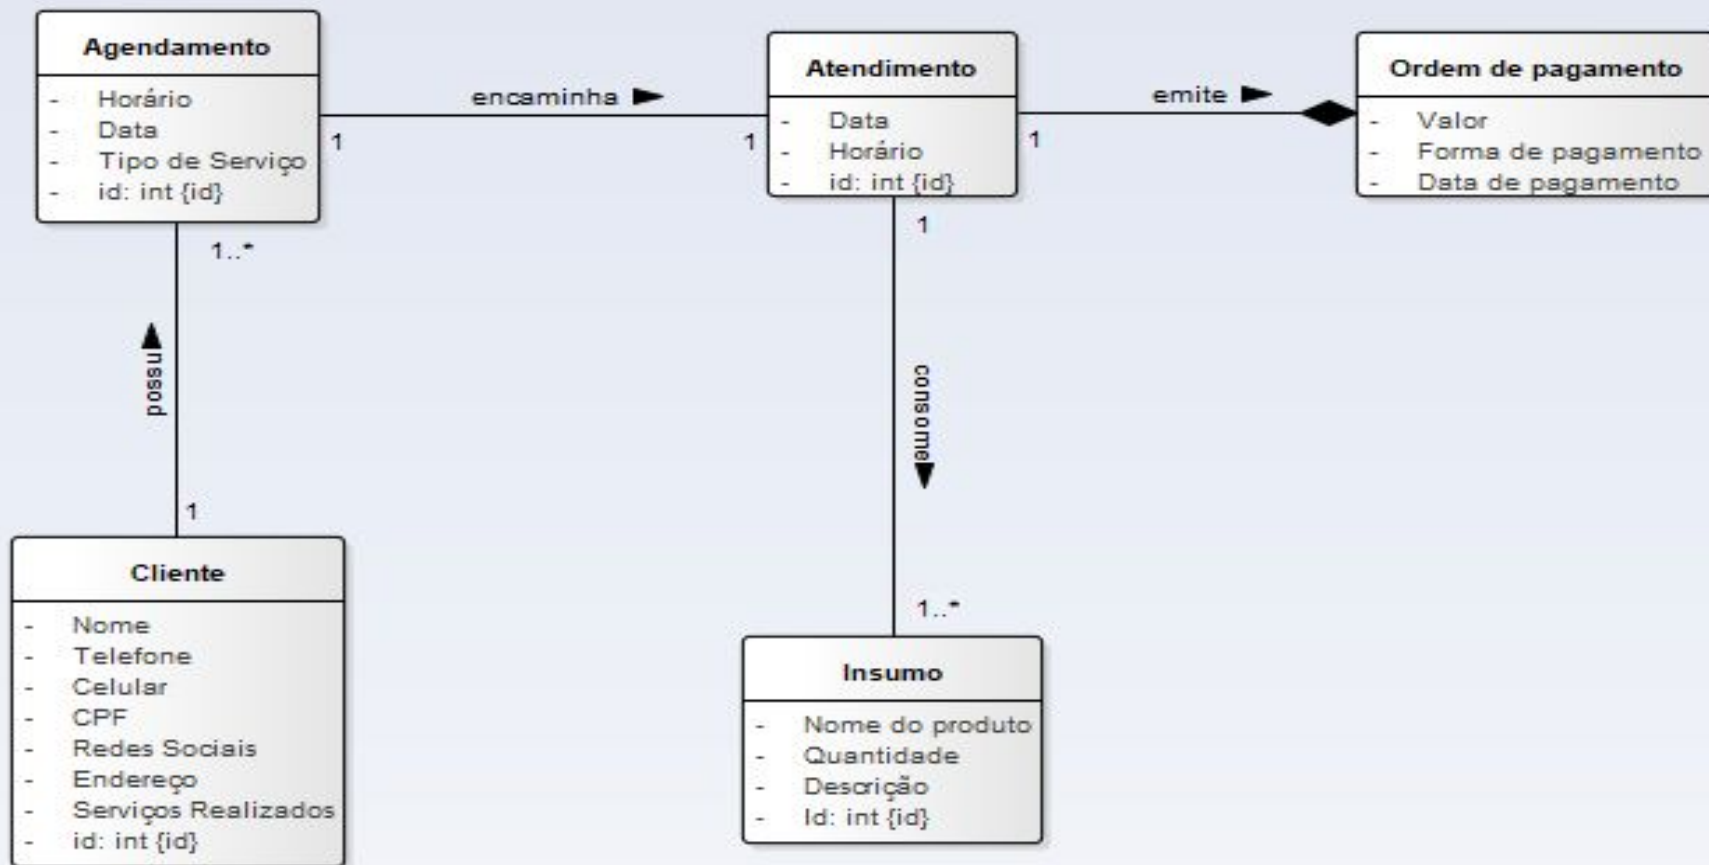 Agendamento
- Horário
- Data
- Tipo de Serviço
- id: int {id}
encaminha
1
1
Atendimento
- Data
- Horário
- id: int {id}
emite
1
Ordem de pagamento
- Valor
- Forma de pagamento
- Data de pagamento
1..*
possui
1
Cliente
- Nome
- Telefone
- Celular
- CPF
- Redes Sociais
- Endereço
- Serviços Realizados
- id: int {id}
1
consome
1..*
Insumo
- Nome do produto
- Quantidade
- Descrição
- Id: int {id}